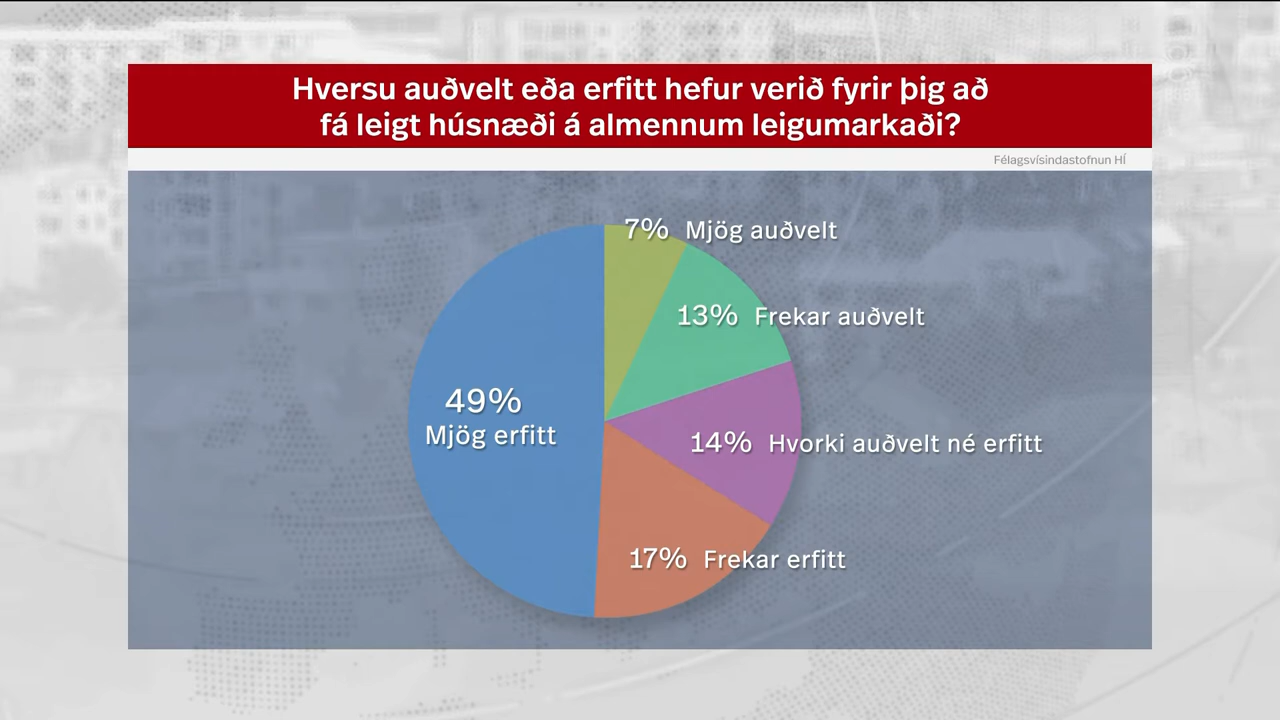 Hversu auðvelt eða erfitt hefur verið fyrir þig að
fá leigt húsnæði á almennum leigumarkaði?
Félagsvísindastofnun HÍ
7% Mjög auðvelt
13% Frekar auðvelt
49%
Mjög erfitt
14% Hvorki auðvelt né erfitt
17% Frekar erfitt